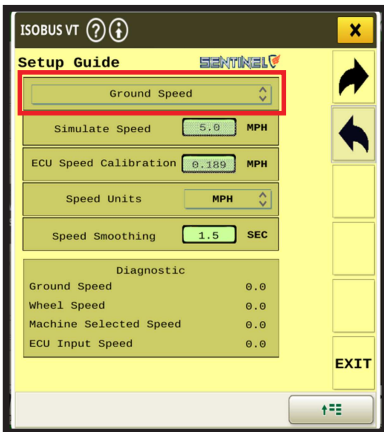 ISOBUS VT
Setup Guide SENTINEL
Ground Speed
Simulate Speed 5.0 MPH
ECU Speed Calibration 0.189 MPH
Speed Units MPH
Speed Smoothing 1.5 SEC
Diagnostic
Ground Speed 0.0
Wheel Speed 0.0
Machine Selected Speed 0.0
ECU Input Speed 0.0
EXIT